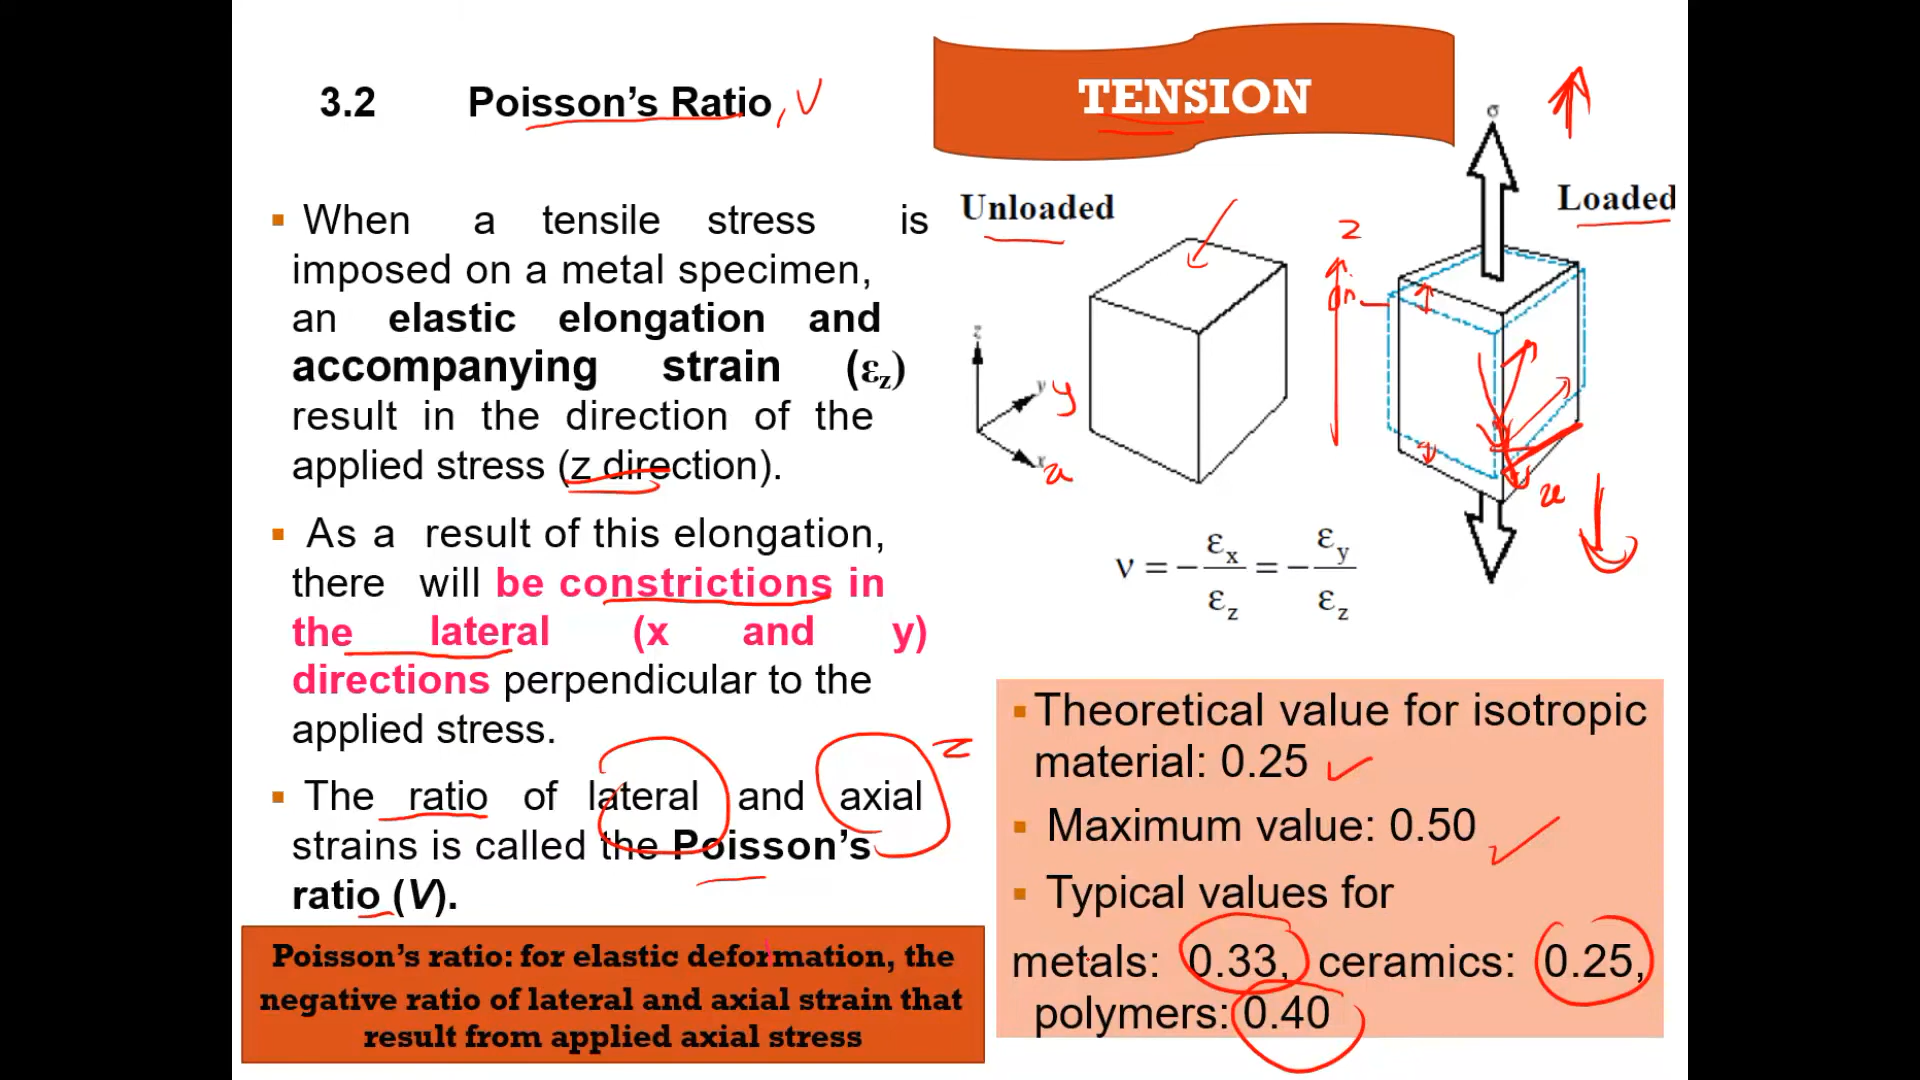 3.2 Poisson's Ratio, V
TENSION
When a tensile stress is
imposed on a metal specimen,
an elastic elongation and
accompanying strain (εz)
result in the direction of the
applied stress (z direction).
As a result of this elongation,
there will be constrictions in
the lateral (x and y)
directions perpendicular to the
applied stress.
The ratio of lateral and axial z
strains is called the Poisson's
ratio (V).
Poisson's ratio: for elastic deformation, the
negative ratio of lateral and axial strain that
result from applied axial stress
σ
Unloaded
Loaded
z
z
y y
x x
x
ν = − εx/εz = − εy/εz
Theoretical value for isotropic
material: 0.25
Maximum value: 0.50
Typical values for
metals: 0.33, ceramics: 0.25,
polymers: 0.40